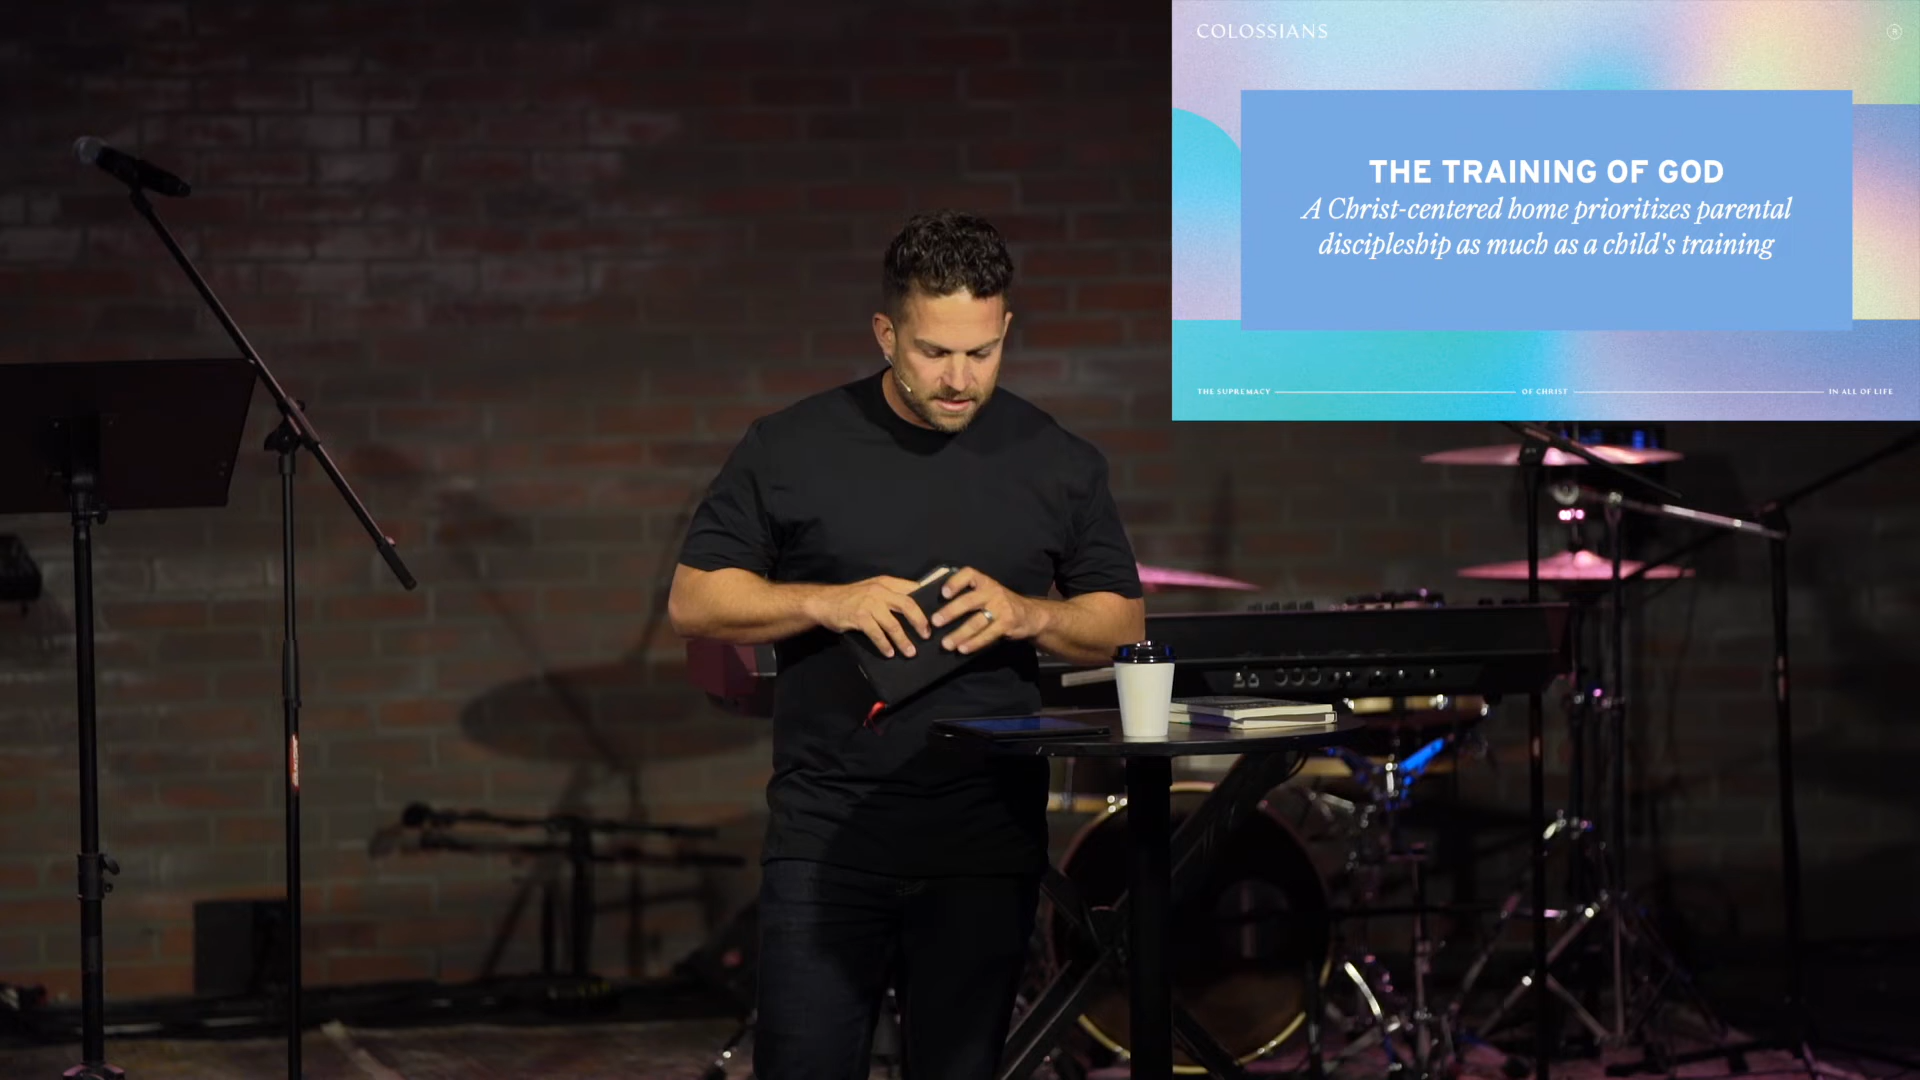 COLOSSIANS
THE TRAINING OF GOD
A Christ-centered home prioritizes parental
discipleship as much as a child's training
THE SUPREMACY OF CHRIST IN ALL OF LIFE